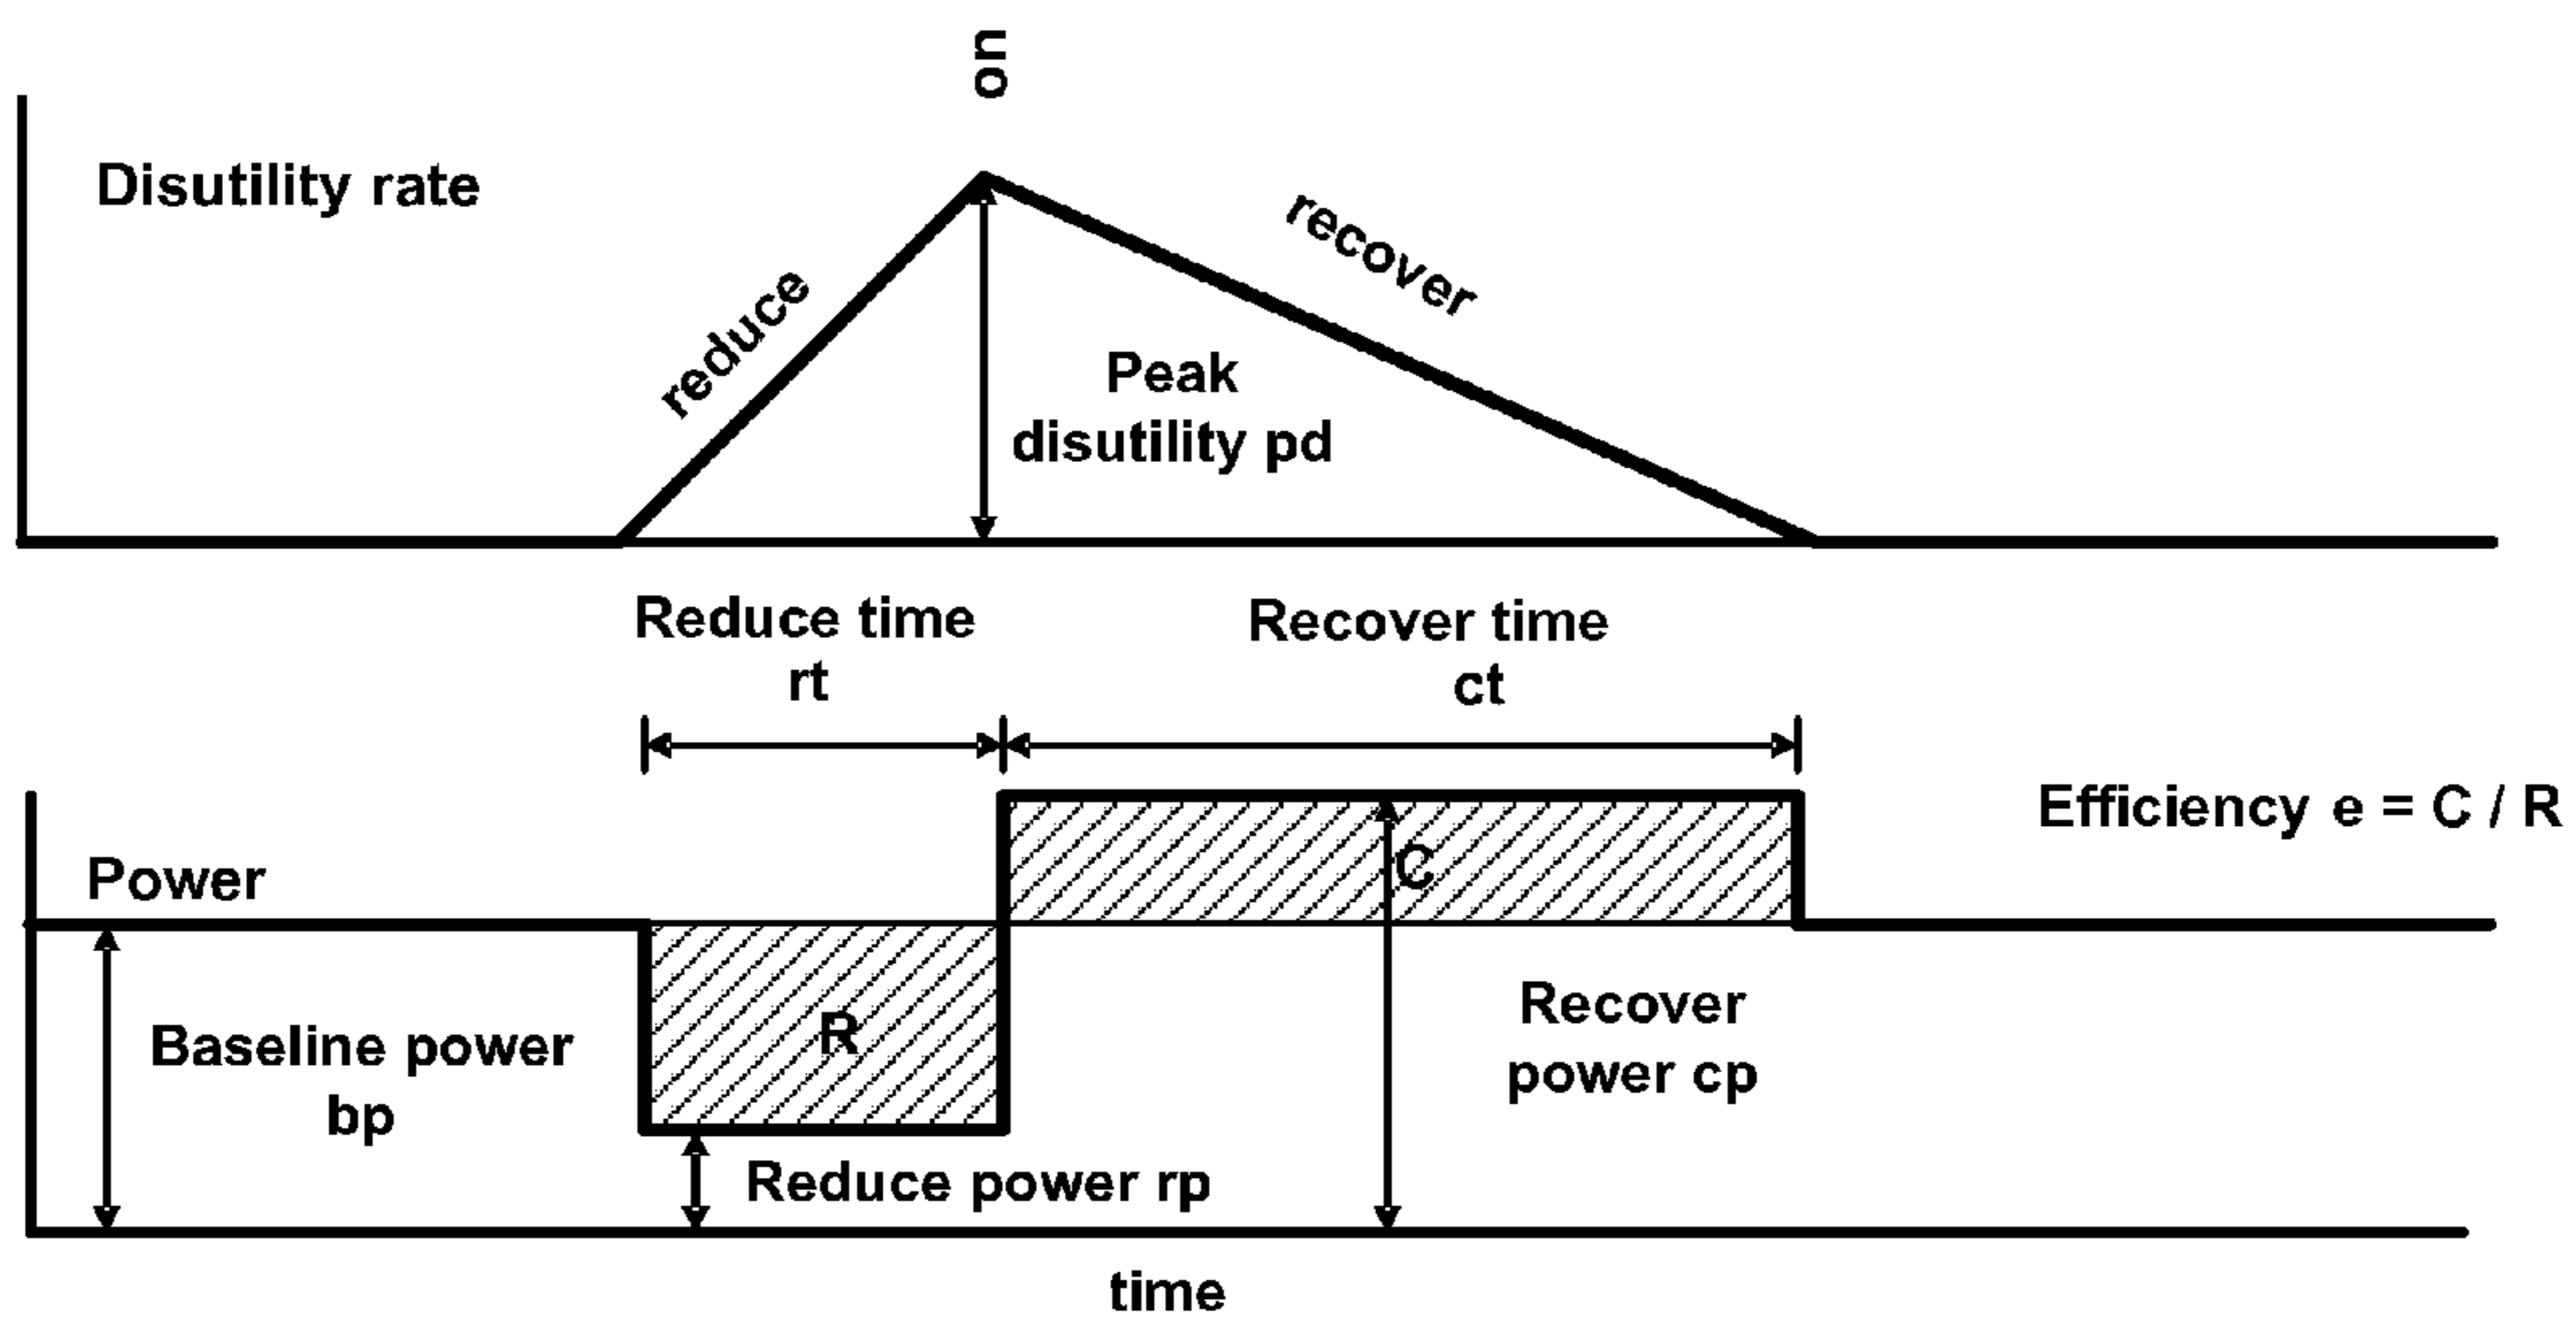 on
Disutility rate
reduce
recover
Peak
disutility pd
Reduce time
rt
Recover time
ct
Efficiency e = C / R
Power
C
R
Baseline power
bp
Recover
power cp
Reduce power rp
time